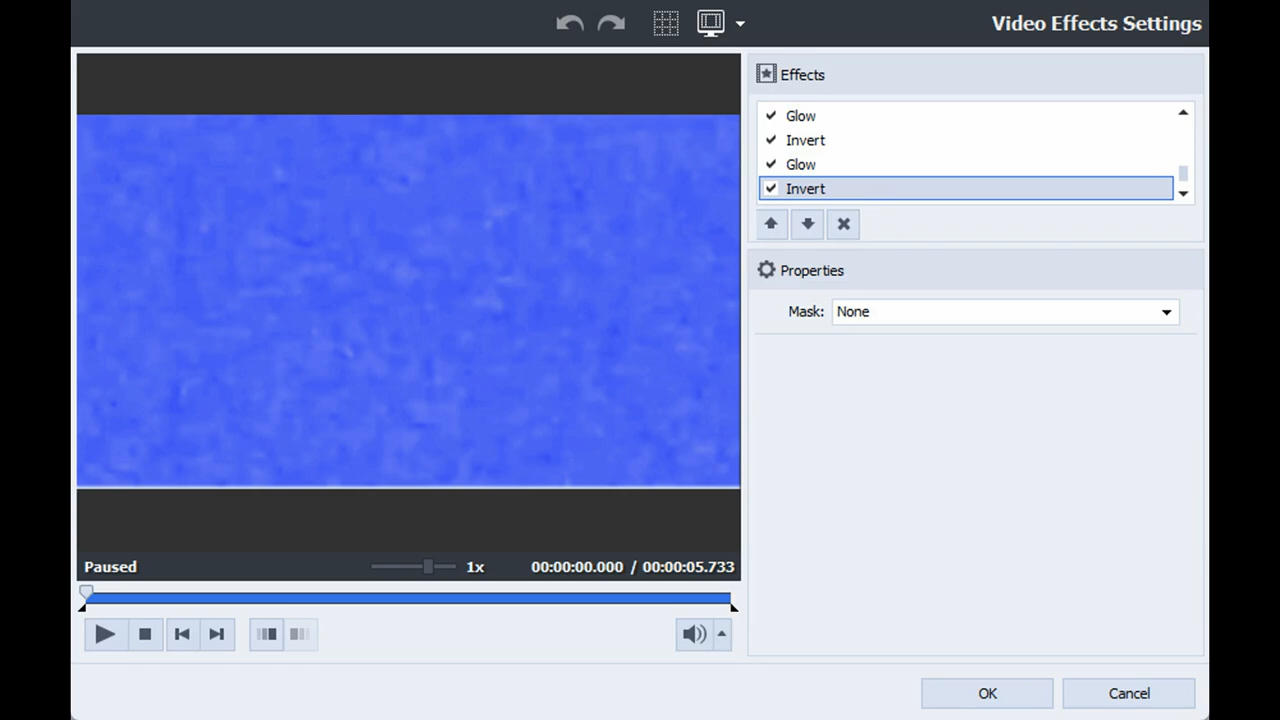 Video Effects Settings
Effects
Glow
Invert
Glow
Invert
Properties
Mask: None
Paused 1x 00:00:00.000 / 00:00:05.733
OK Cancel